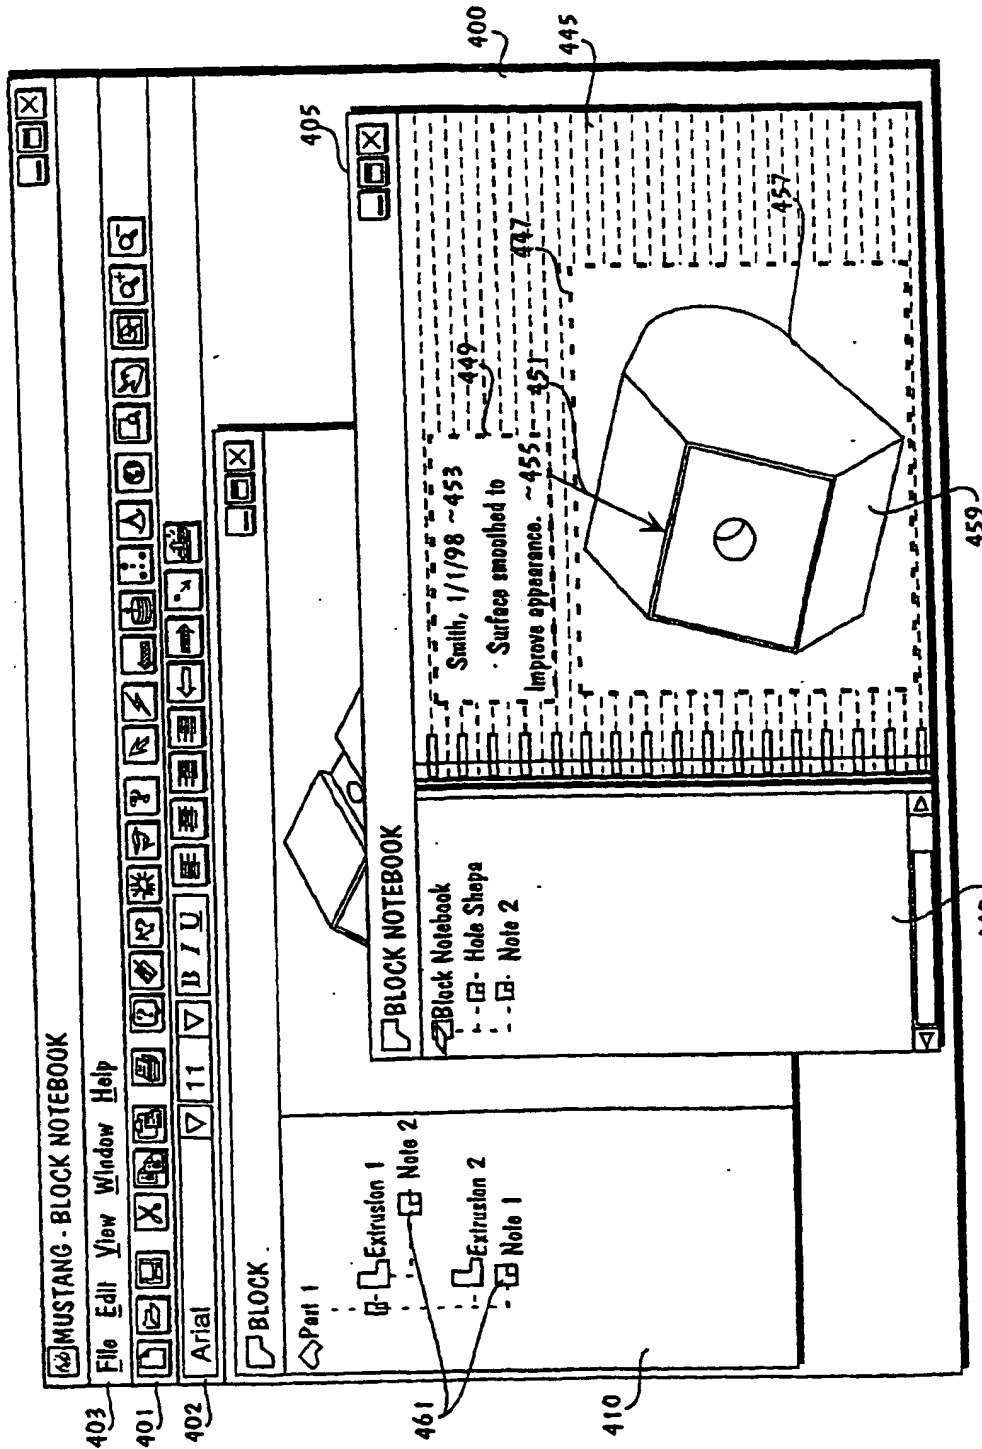 MUSTANG - BLOCK NOTEBOOK
File Edit View Window Help
Arial 11 B I U
BLOCK
Part 1
Extrusion 1
Note 2
Extrusion 2
Note 1
BLOCK NOTEBOOK
Block Notebook
Hole Shepa
Note 2
Smith, 1/1/98 ~453
Surface smoothed to
Improve appearance. ~455
400
445
405
457
447
449
451
459
403
401
402
461
410